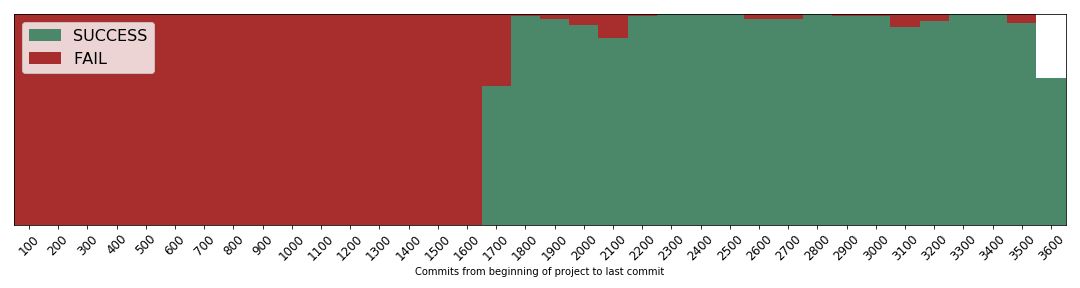 SUCCESS
FAIL
100 200 300 400 500 600 700 800 900 1000 1100 1200 1300 1400 1500 1600 1700 1800 1900 2000 2100 2200 2300 2400 2500 2600 2700 2800 2900 3000 3100 3200 3300 3400 3500 3600
Commits from beginning of project to last commit